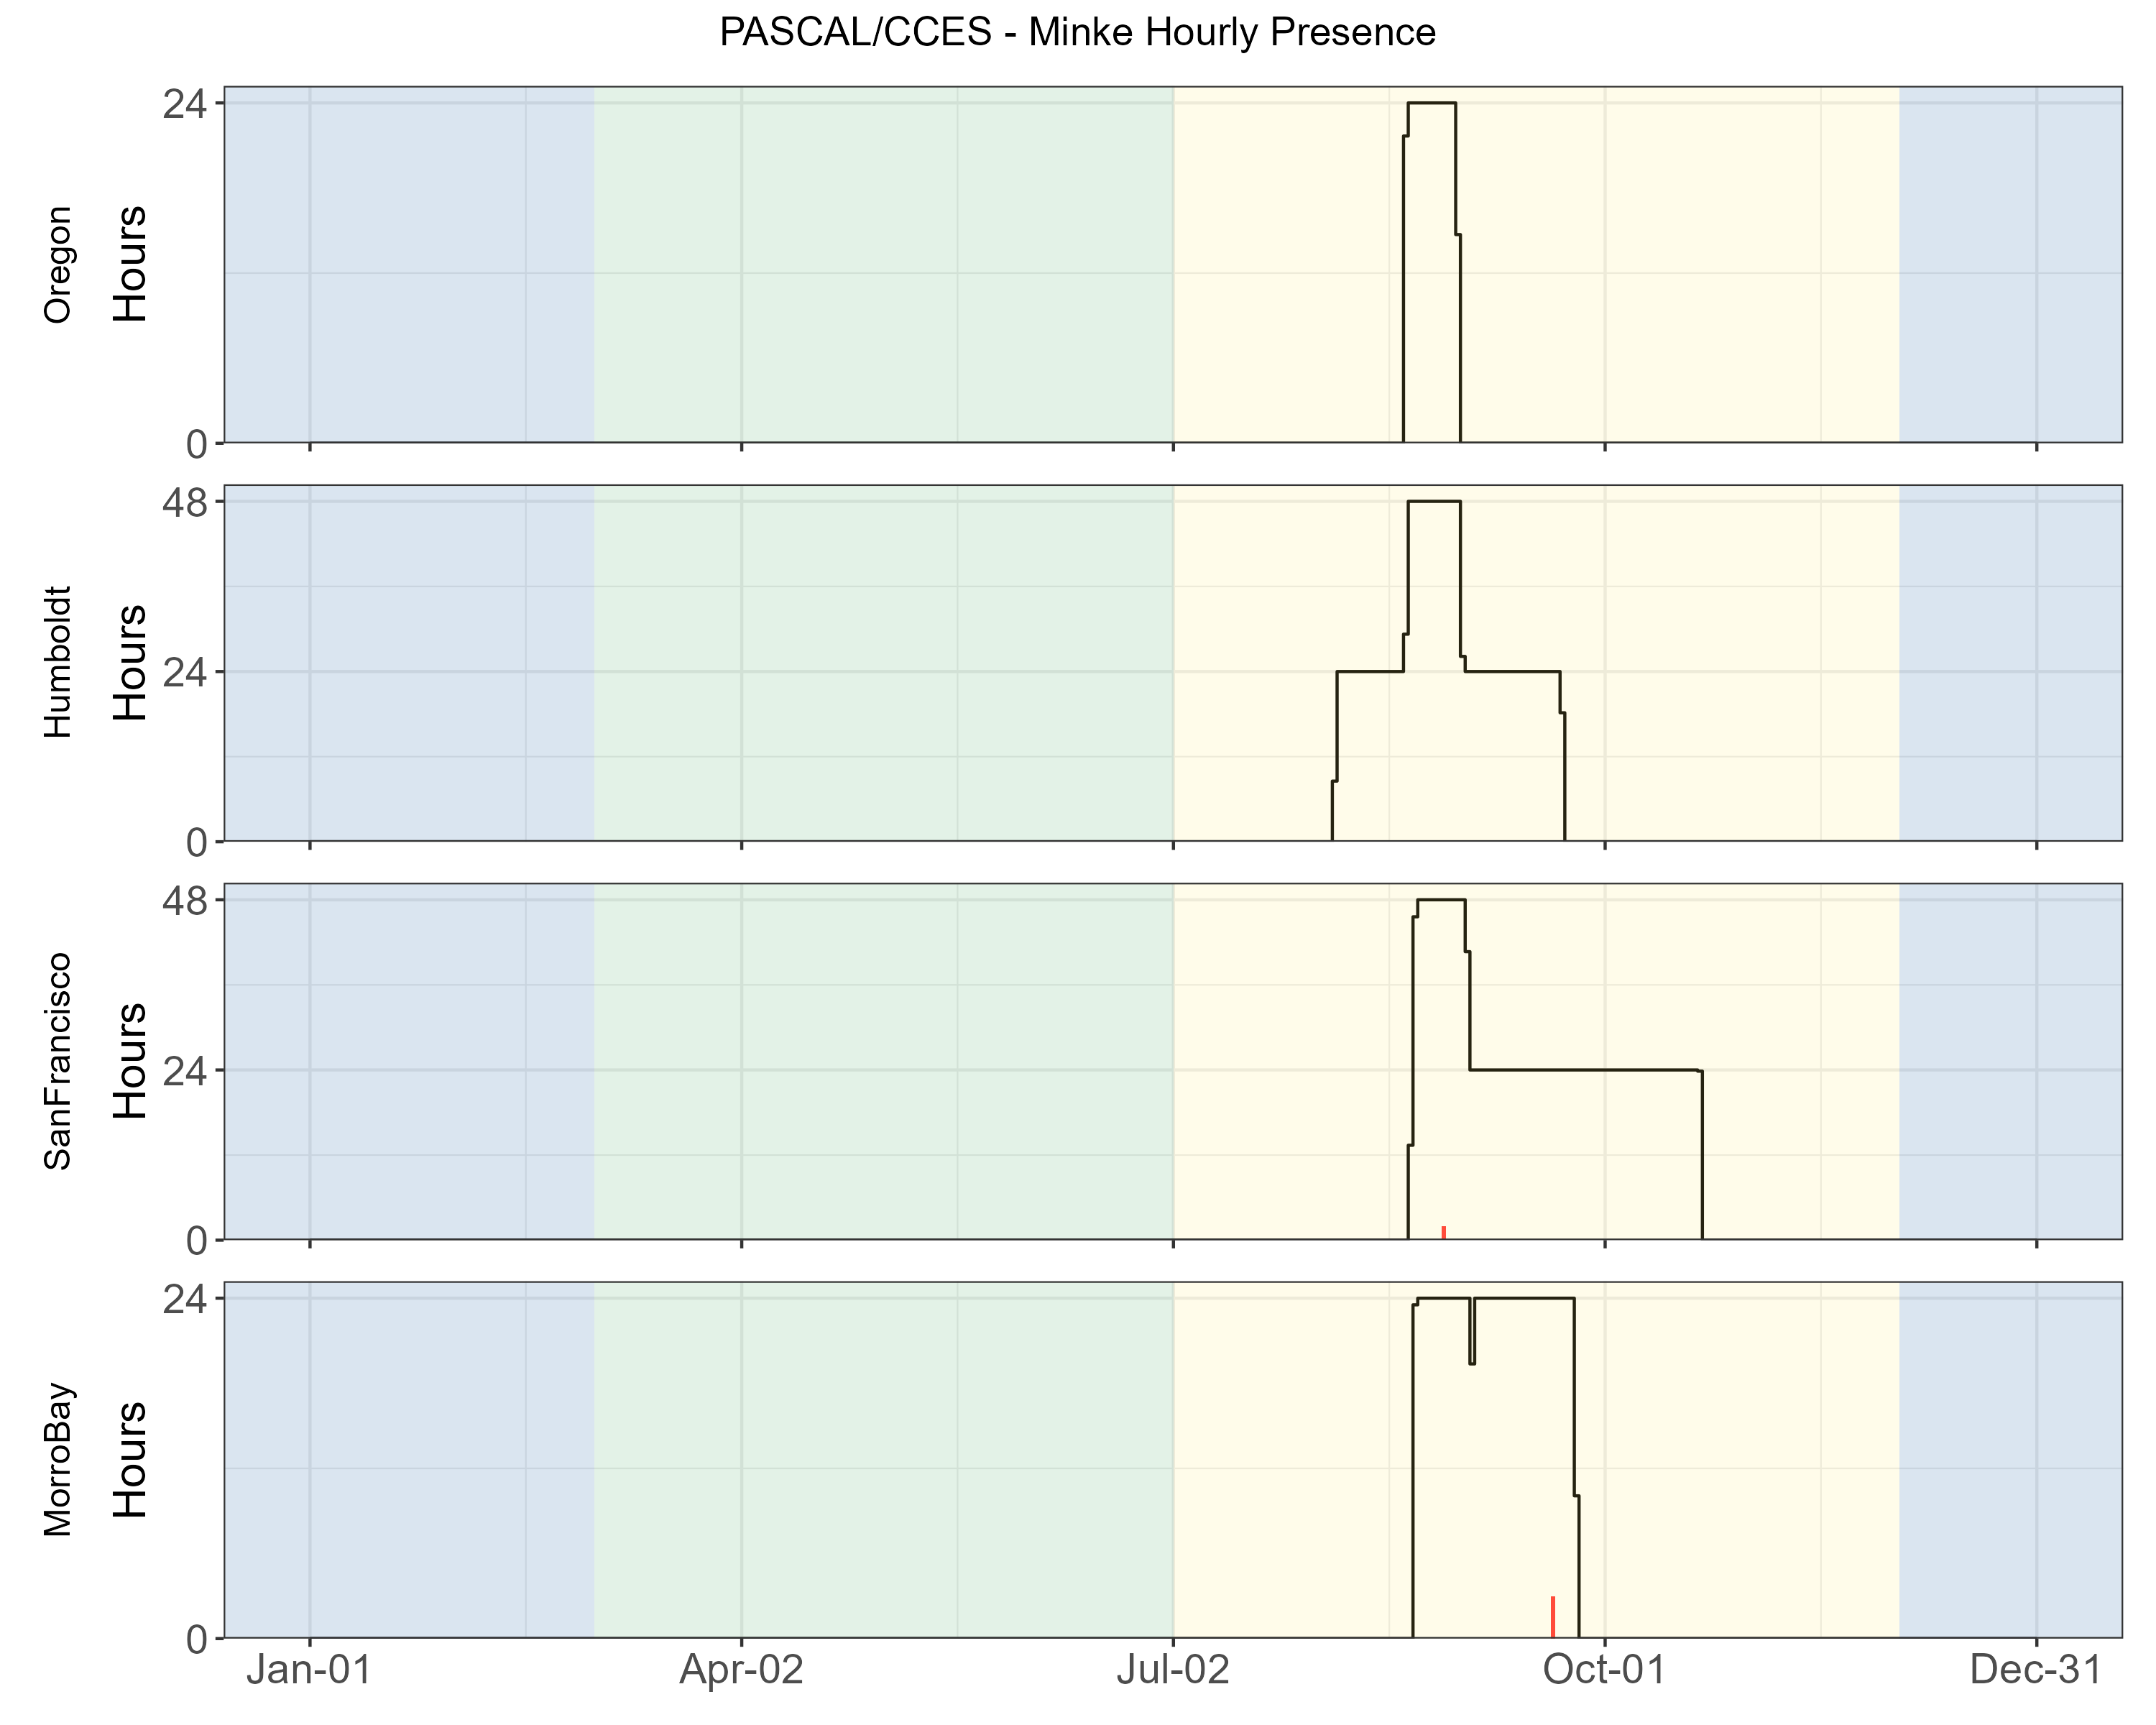 PASCAL/CCES - Minke Hourly Presence
Oregon
Hours
24
0
Humboldt
Hours
48
24
0
SanFrancisco
Hours
48
24
0
MorroBay
Hours
24
0
Jan-01 Apr-02 Jul-02 Oct-01 Dec-31